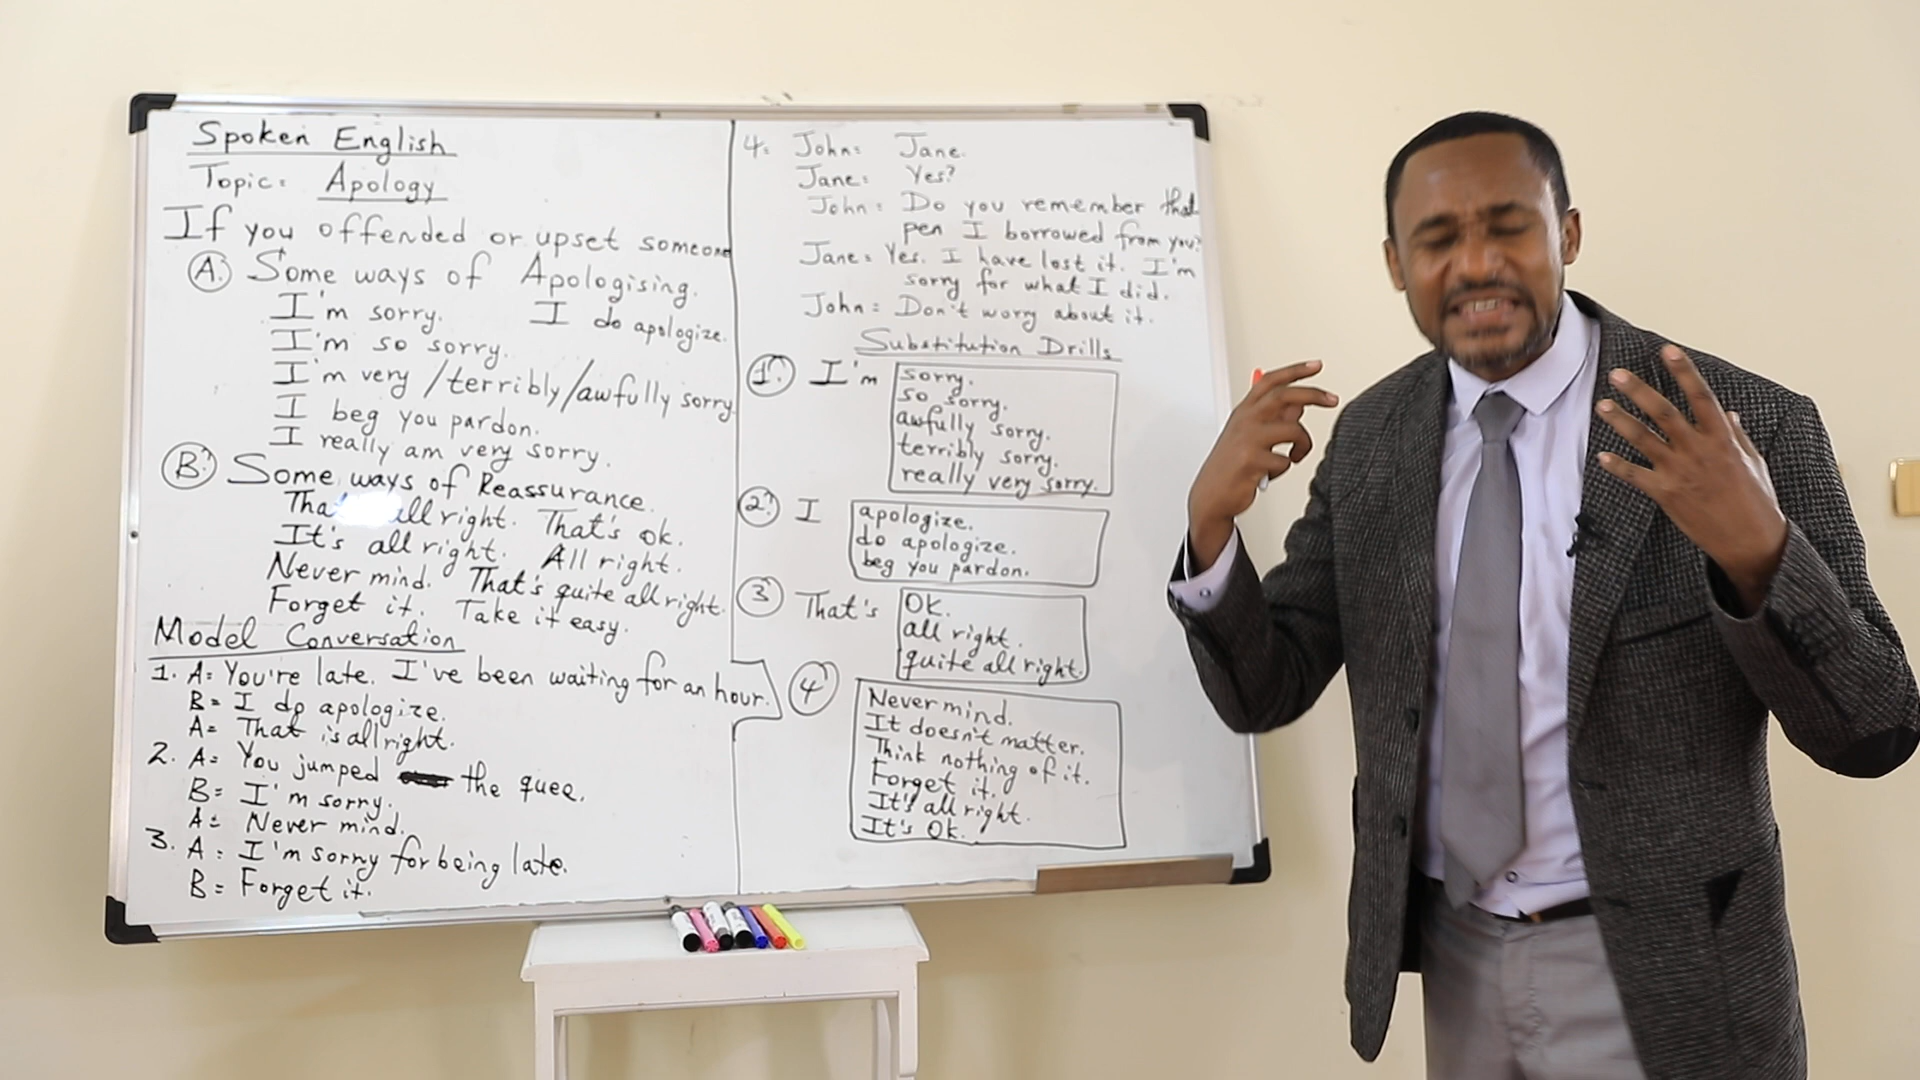 Spoken English
Topic: Apology
If you offended or upset someone
A. Some ways of Apologising.
I'm sorry. I do apologize.
I'm so sorry.
I'm very /terribly/awfully sorry
I beg you pardon.
I really am very sorry.
B. Some ways of Reassurance.
all right. That's ok.
It's all right. All right.
Never mind. That's quite all right.
Forget it. Take it easy.
Model Conversation
1. A= You're late. I've been waiting for an hour.
B= I do apologize.
A= That is all right.
2. A= You jumped the quee.
B= I'm sorry.
A= Never mind.
3. A= I'm sorry for being late.
B= Forget it.
4. John= Jane.
Jane= Yes?
John= Do you remember that
pen I borrowed from you?
Jane= Yes. I have lost it. I'm
sorry for what I did.
John= Don't worry about it.
Substitution Drills
1. I'm sorry.
so sorry.
awfully sorry.
terribly sorry.
really very sorry.
2. I apologize.
do apologize.
beg you pardon.
3 That's Ok.
all right.
quite all right.
4 Never mind.
It doesn't matter.
Think nothing of it.
Forget it.
It's all right.
It's Ok.